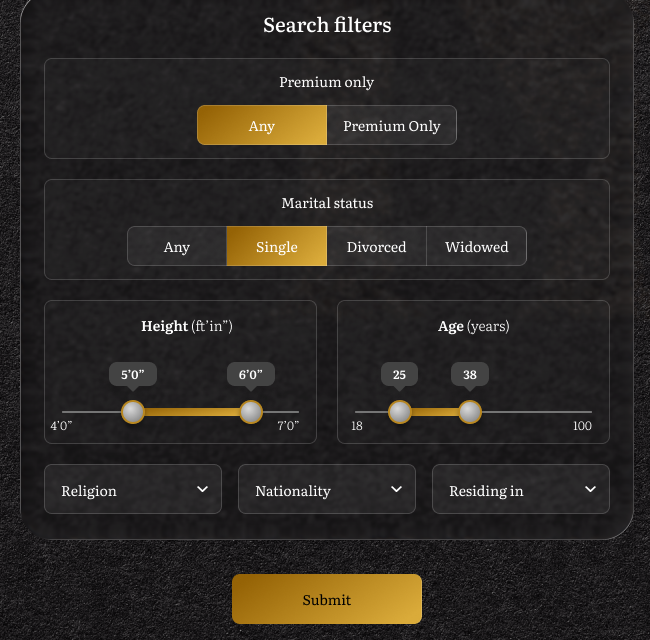 Search filters
Premium only
Any Premium Only
Marital status
Any Single Divorced Widowed
Height (ft’in”)
5’0” 6’0”
4’0” 7’0”
Age (years)
25 38
18 100
Religion Nationality Residing in
Submit